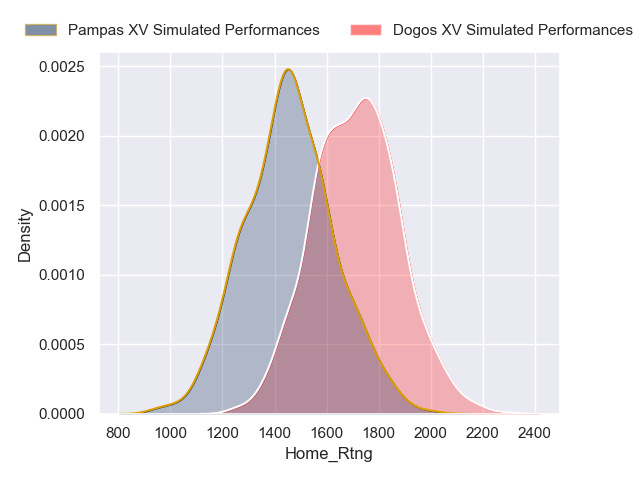 Pampas XV Simulated Performances
Dogos XV Simulated Performances
0.0025
0.0020
0.0015
0.0010
0.0005
0.0000
Density
800 1000 1200 1400 1600 1800 2000 2200 2400
Home_Rtng